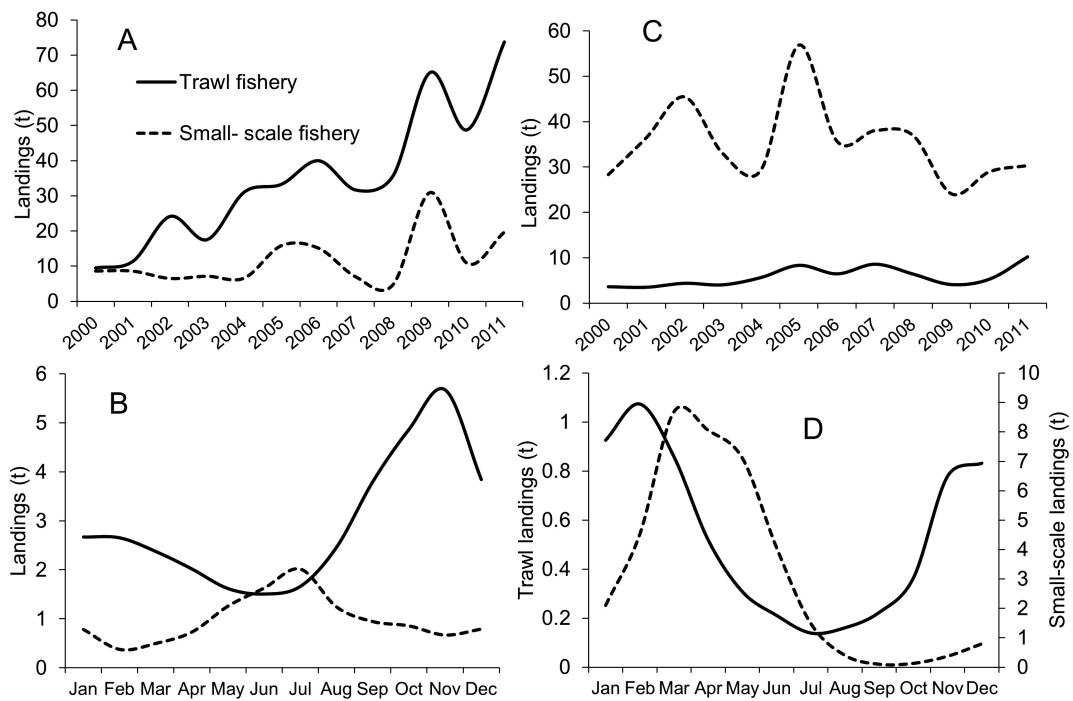 A
Trawl fishery
Small- scale fishery
Landings (t)
80
70
60
50
40
30
20
10
0
2000 2001 2002 2003 2004 2005 2006 2007 2008 2009 2010 2011
C
Landings (t)
60
50
40
30
20
10
0
2000 2001 2002 2003 2004 2005 2006 2007 2008 2009 2010 2011
B
Landings (t)
6
5
4
3
2
1
0
Jan Feb Mar Apr May Jun Jul Aug Sep Oct Nov Dec
D
Trawl landings (t)
1.2
1
0.8
0.6
0.4
0.2
0
Small-scale landings (t)
10
9
8
7
6
5
4
3
2
1
0
Jan Feb Mar Apr May Jun Jul Aug Sep Oct Nov Dec